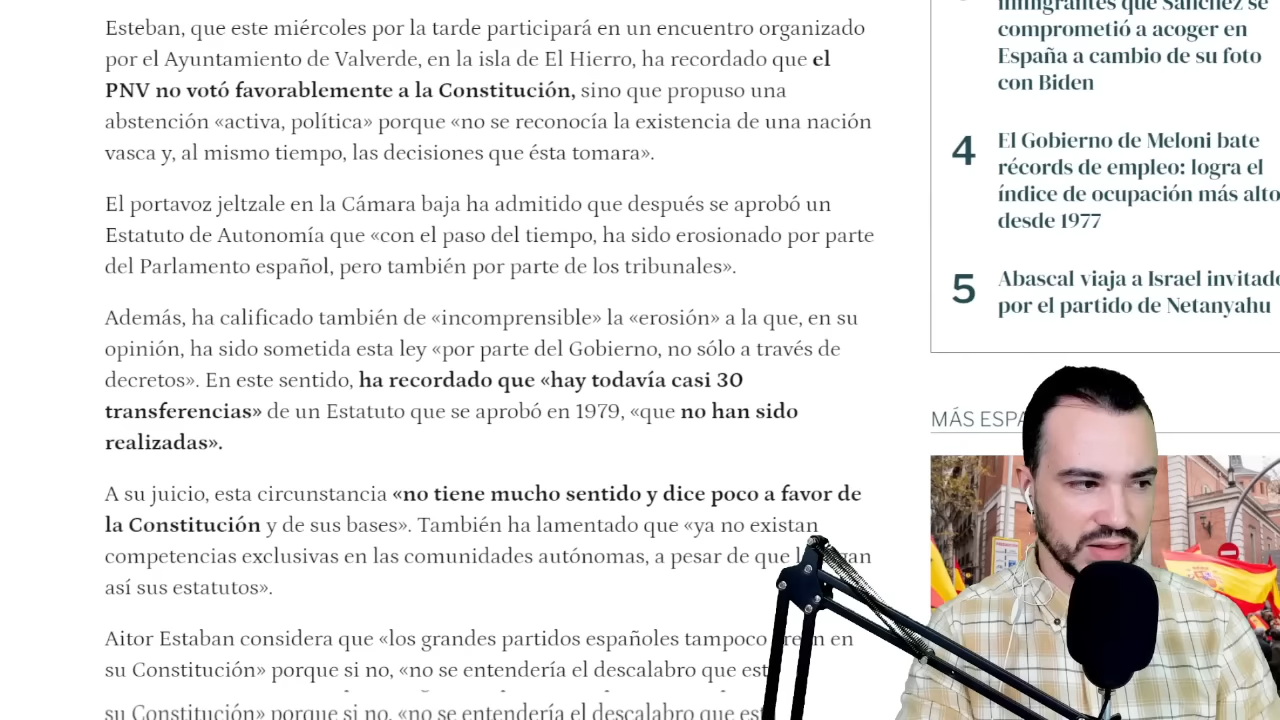 Esteban, que este miércoles por la tarde participará en un encuentro organizado
por el Ayuntamiento de Valverde, en la isla de El Hierro, ha recordado que el
PNV no votó favorablemente a la Constitución, sino que propuso una
abstención «activa, política» porque «no se reconocía la existencia de una nación
vasca y, al mismo tiempo, las decisiones que ésta tomara».
El portavoz jeltzale en la Cámara baja ha admitido que después se aprobó un
Estatuto de Autonomía que «con el paso del tiempo, ha sido erosionado por parte
del Parlamento español, pero también por parte de los tribunales».
Además, ha calificado también de «incomprensible» la «erosión» a la que, en su
opinión, ha sido sometida esta ley «por parte del Gobierno, no sólo a través de
decretos». En este sentido, ha recordado que «hay todavía casi 30
transferencias» de un Estatuto que se aprobó en 1979, «que no han sido
realizadas».
A su juicio, esta circunstancia «no tiene mucho sentido y dice poco a favor de
la Constitución y de sus bases». También ha lamentado que «ya no existan
competencias exclusivas en las comunidades autónomas, a pesar de que
así sus estatutos».
Aitor Estaban considera que «los grandes partidos españoles tampoco en
su Constitución» porque si no, «no se entendería el descalabro que
su Constitución» porque si no, «no se entendería el descalabro que
inmigrantes que Sánchez se
comprometió a acoger en
España a cambio de su foto
con Biden
4
El Gobierno de Meloni bate
récords de empleo: logra el
índice de ocupación más alto
desde 1977
5
Abascal viaja a Israel invitado
por el partido de Netanyahu
MÁS